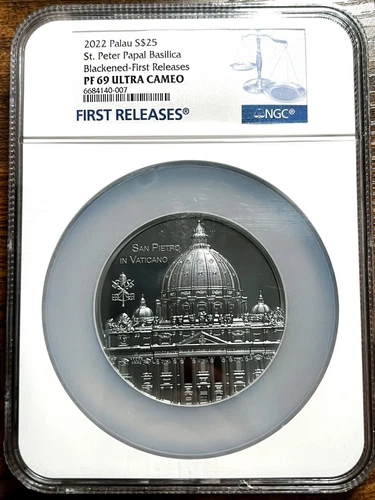 2022 Palau S$25
St. Peter Papal Basilica
Blackened-First Releases
PF 69 ULTRA CAMEO
6684140-007
FIRST RELEASES®
NGC®
SAN PIETRO
IN VATICANO